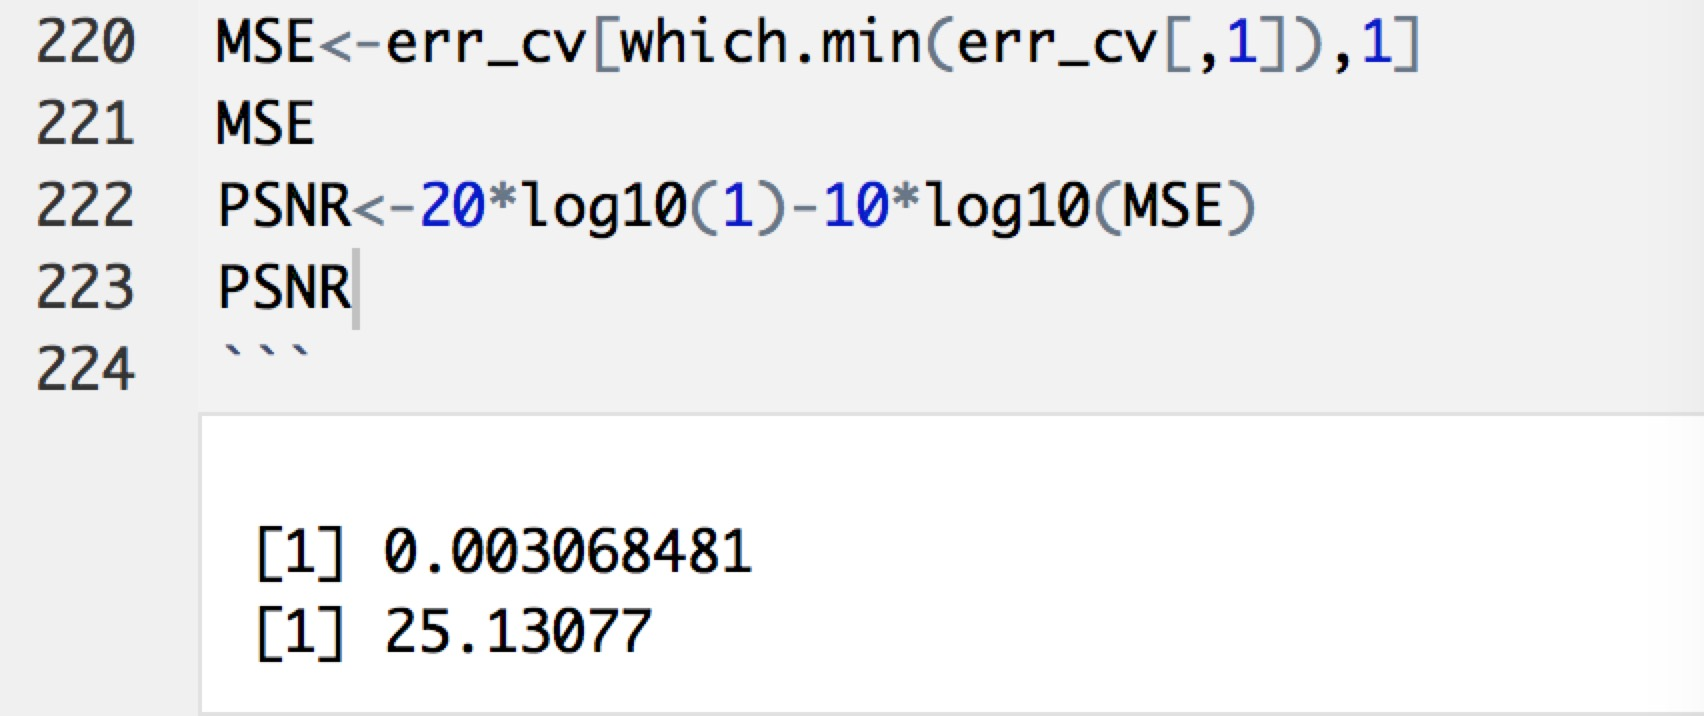 220 MSE<-err_cv[which.min(err_cv[,1]),1]
221 MSE
222 PSNR<-20*log10(1)-10*log10(MSE)
223 PSNR
224 ```
[1] 0.003068481
[1] 25.13077